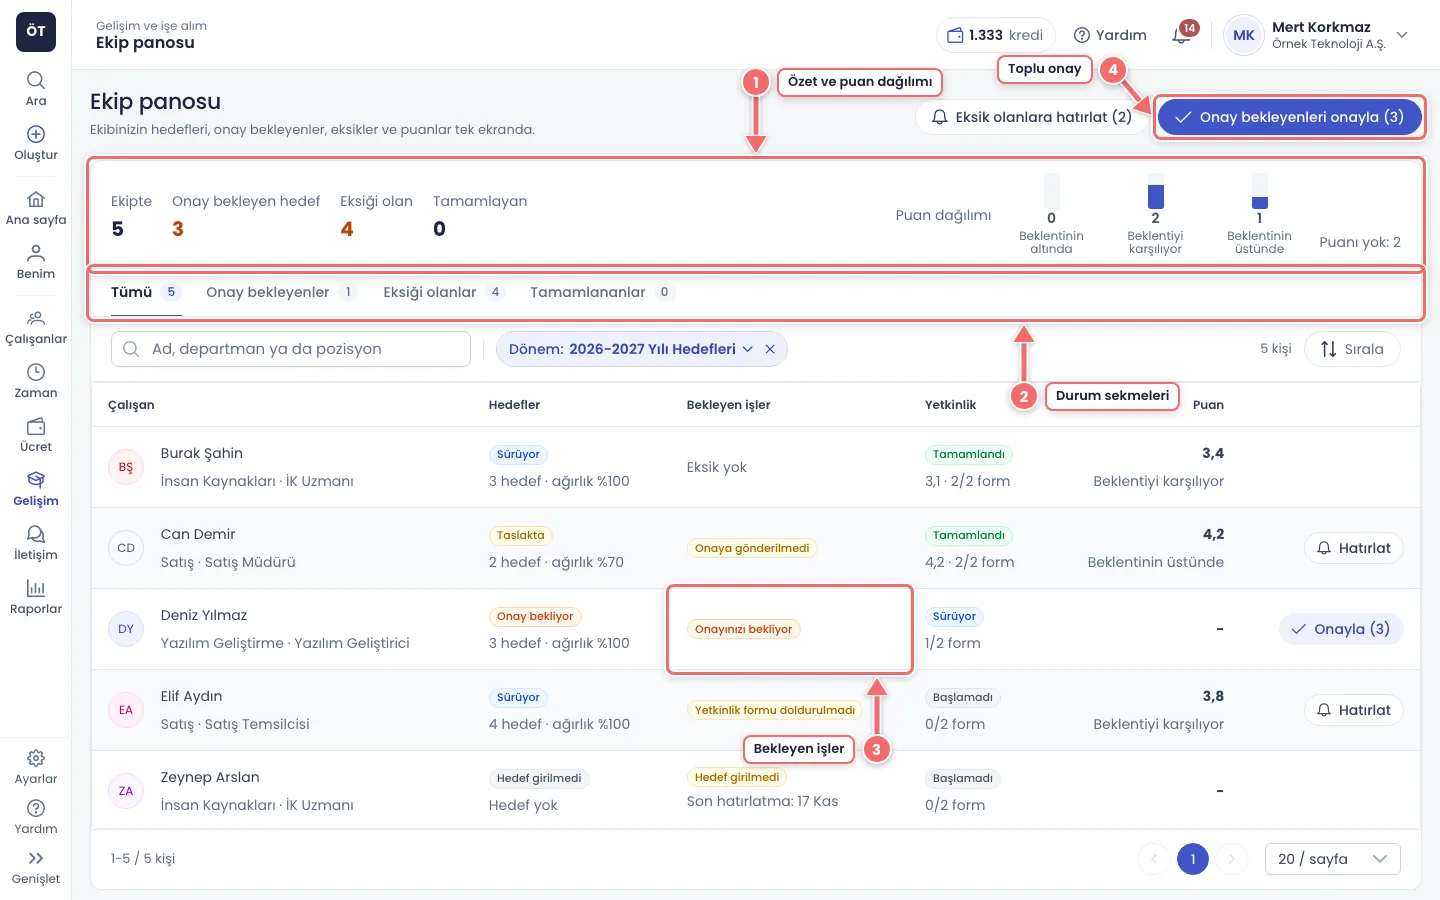 ÖT
Ara
Oluştur
Ana sayfa
Benim
Çalışanlar
Zaman
Ücret
Gelişim
İletişim
Raporlar
Ayarlar
Yardım
Genişlet
Gelişim ve işe alım
Ekip panosu
1.333 kredi
Yardım
14
MK
Mert Korkmaz
Örnek Teknoloji A.Ş.
Ekip panosu
Ekibinizin hedefleri, onay bekleyenler, eksikler ve puanlar tek ekranda.
1 Özet ve puan dağılımı
Toplu onay 4
Eksik olanlara hatırlat (2)
Onay bekleyenleri onayla (3)
Ekipte
5
Onay bekleyen hedef
3
Eksiği olan
4
Tamamlayan
0
Puan dağılımı
0
Beklentinin
altında
2
Beklentiyi
karşılıyor
1
Beklentinin
üstünde
Puanı yok: 2
Tümü 5
Onay bekleyenler 1
Eksiği olanlar 4
Tamamlananlar 0
Ad, departman ya da pozisyon
Dönem: 2026-2027 Yılı Hedefleri
5 kişi
Sırala
2 Durum sekmeleri
Çalışan Hedefler Bekleyen işler Yetkinlik Puan
BŞ
Burak Şahin
İnsan Kaynakları · İK Uzmanı
Sürüyor
3 hedef · ağırlık %100
Eksik yok
Tamamlandı
3,1 · 2/2 form
3,4
Beklentiyi karşılıyor
CD
Can Demir
Satış · Satış Müdürü
Taslakta
2 hedef · ağırlık %70
Onaya gönderilmedi
Tamamlandı
4,2 · 2/2 form
4,2
Beklentinin üstünde
Hatırlat
DY
Deniz Yılmaz
Yazılım Geliştirme · Yazılım Geliştirici
Onay bekliyor
3 hedef · ağırlık %100
Onayınızı bekliyor
Sürüyor
1/2 form
-
Onayla (3)
EA
Elif Aydın
Satış · Satış Temsilcisi
Sürüyor
4 hedef · ağırlık %100
Yetkinlik formu doldurulmadı
Başlamadı
0/2 form
3,8
Beklentiyi karşılıyor
Hatırlat
Bekleyen işler 3
ZA
Zeynep Arslan
İnsan Kaynakları · İK Uzmanı
Hedef girilmedi
Hedef yok
Hedef girilmedi
Son hatırlatma: 17 Kas
Başlamadı
0/2 form
-
1-5 / 5 kişi
1
20 / sayfa